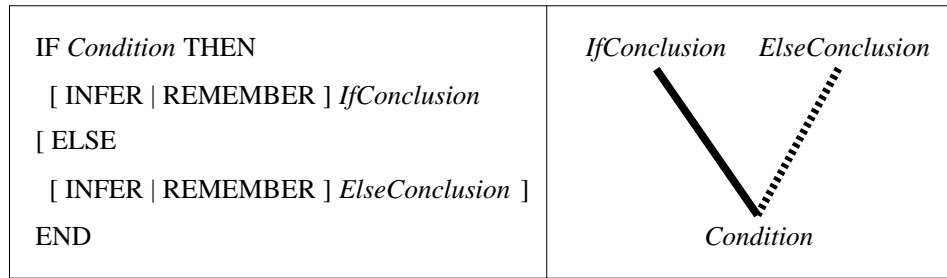 IF Condition THEN
[ INFER | REMEMBER ] IfConclusion
[ ELSE
[ INFER | REMEMBER ] ElseConclusion ]
END
IfConclusion ElseConclusion
Condition